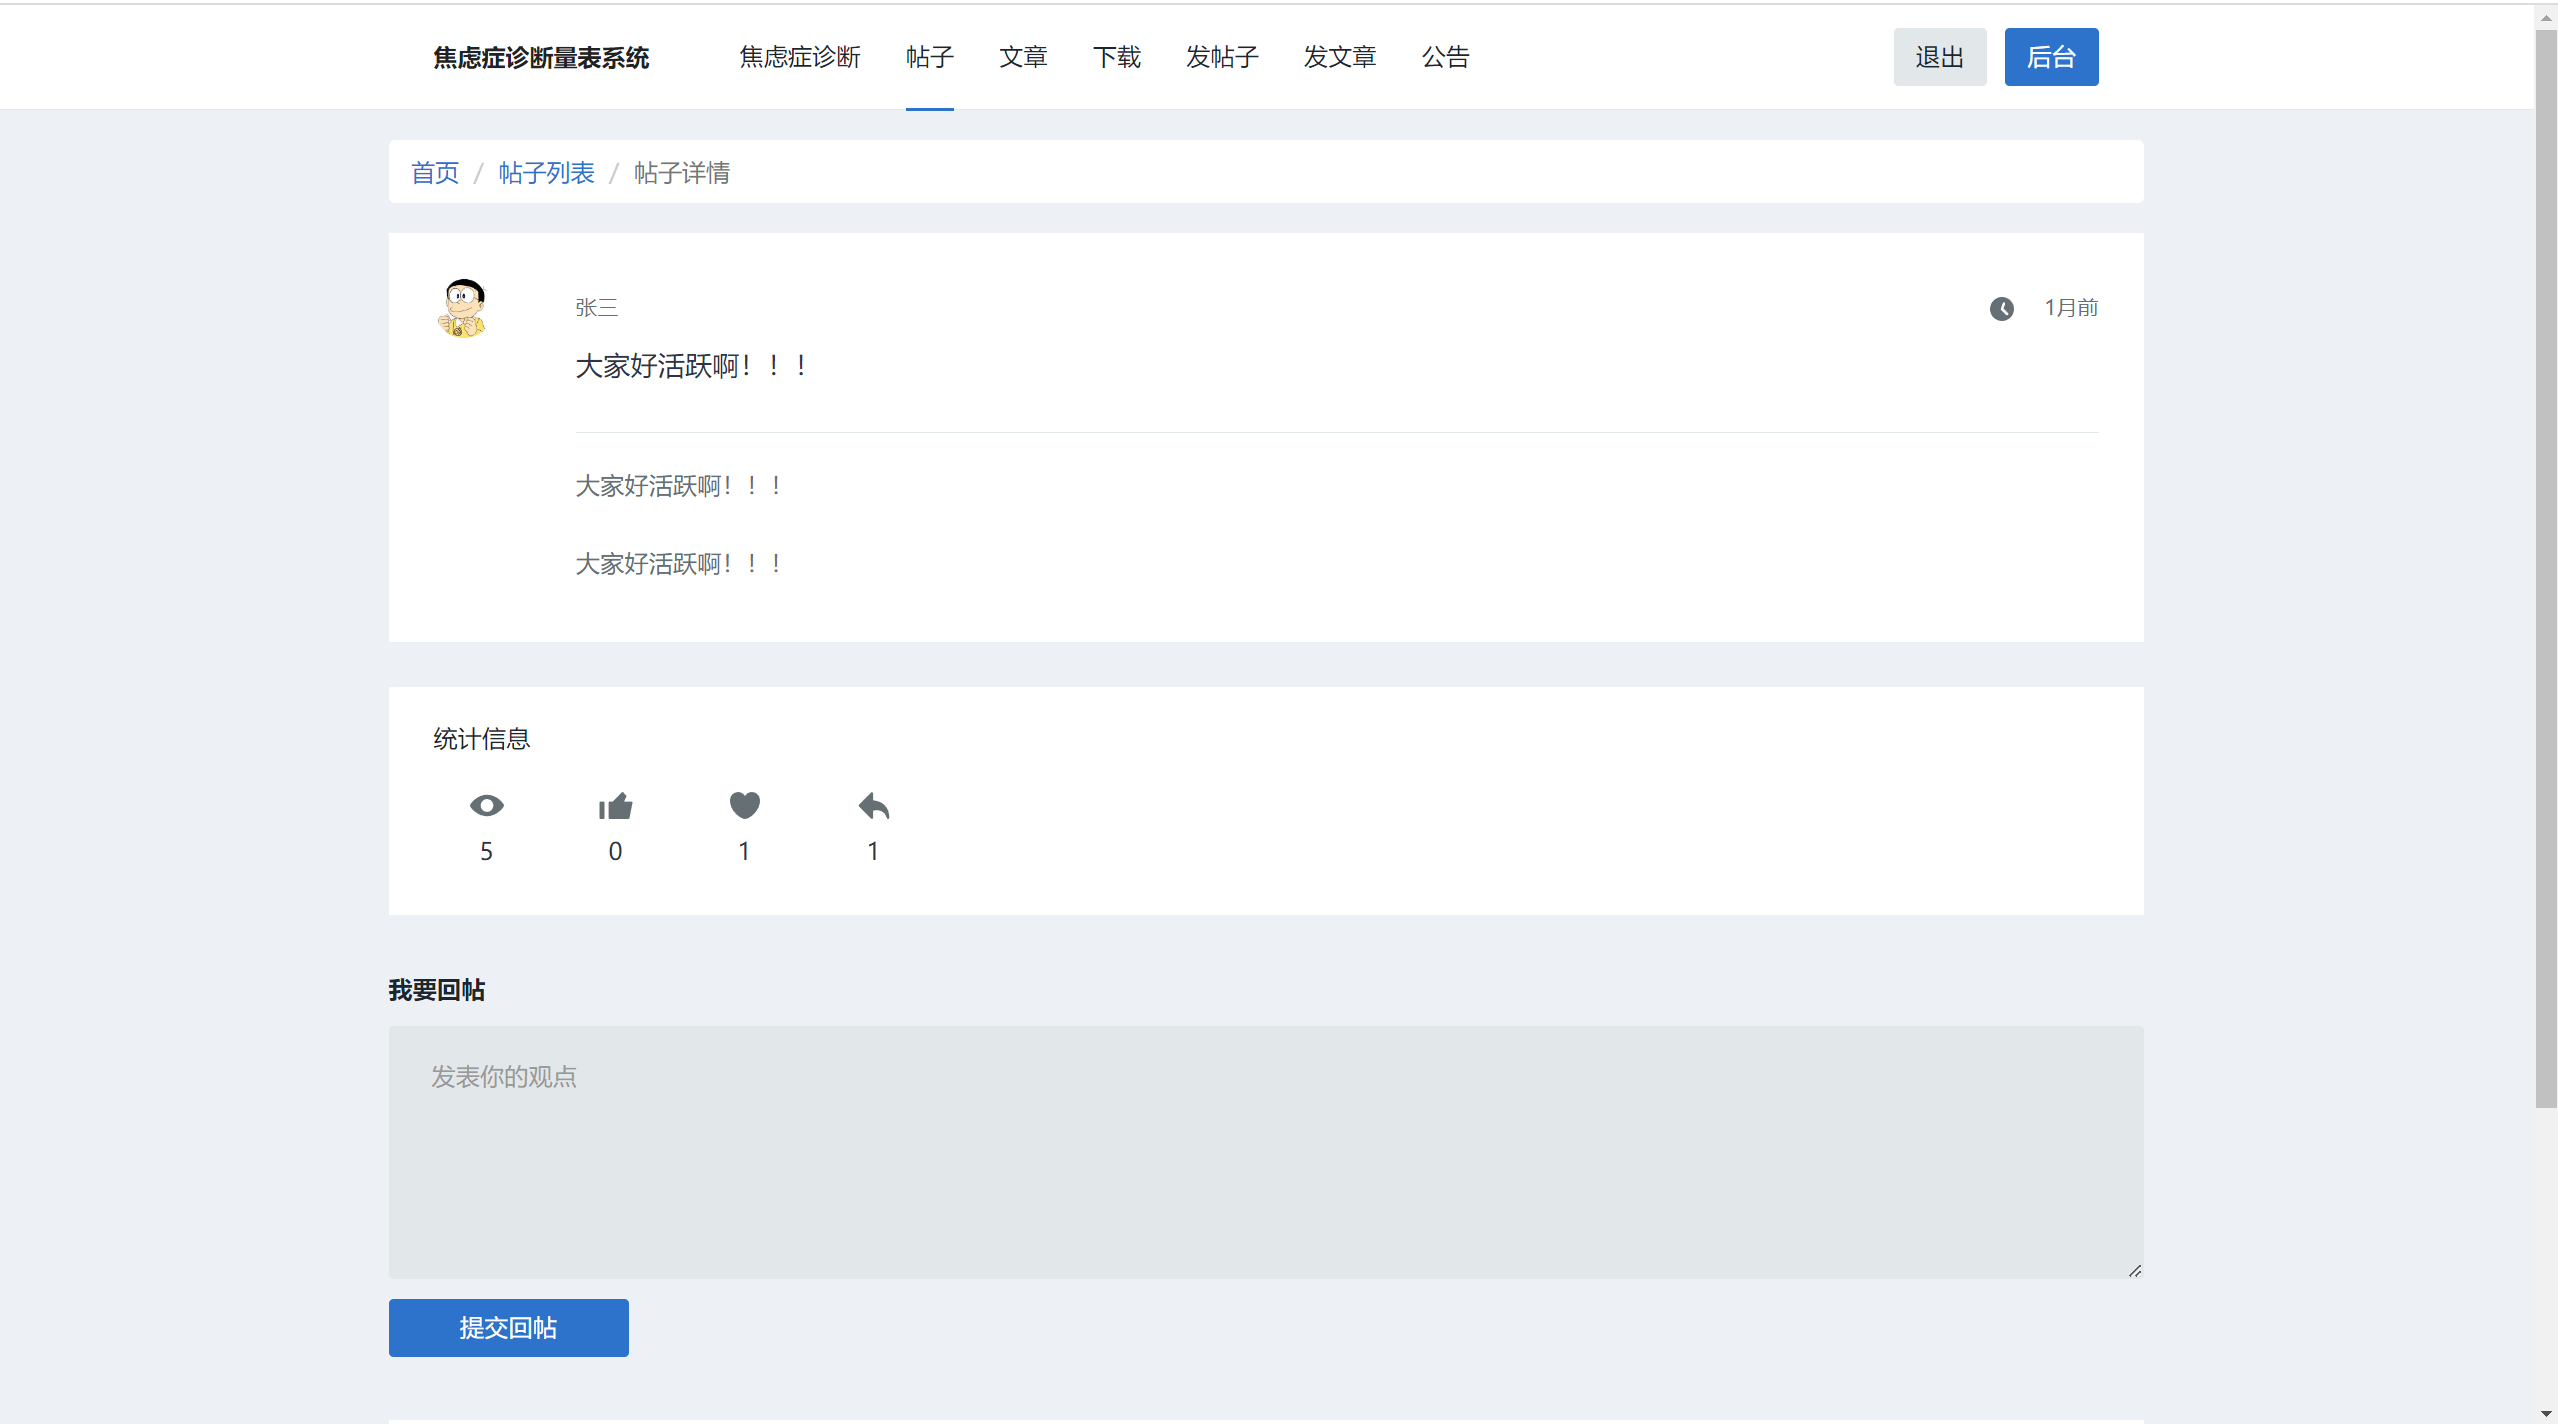 焦虑症诊断量表系统 焦虑症诊断 帖子 文章 下载 发帖子 发文章 公告 退出 后台
首页 / 帖子列表 / 帖子详情
张三 1月前
大家好活跃啊！！！
大家好活跃啊！！！
大家好活跃啊！！！
统计信息
5 0 1 1
我要回帖
发表你的观点
提交回帖